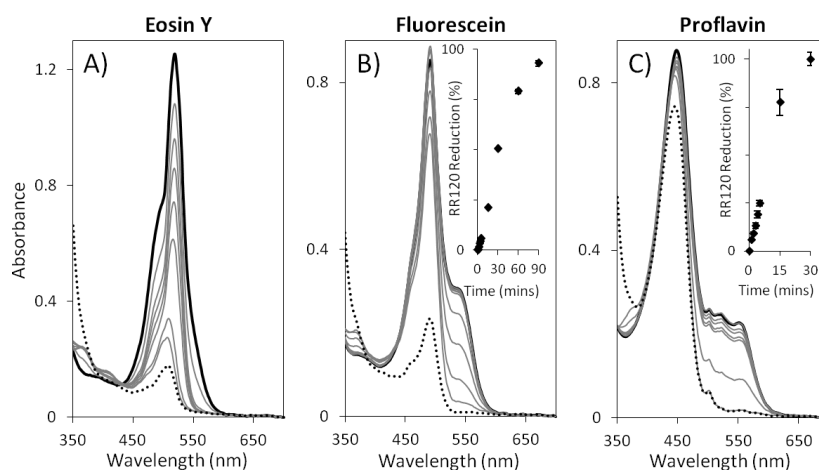 Eosin Y
Fluorescein
Proflavin
A)
B)
C)
Absorbance
1.2
0.8
0.4
0
350
450
550
650
Wavelength (nm)
0.8
0.4
0
350
450
550
650
Wavelength (nm)
RR120 Reduction (%)
100
0
0
30
60
90
Time (mins)
0.8
0.4
0
350
450
550
650
Wavelength (nm)
RR120 Reduction (%)
100
0
0
15
30
Time (mins)